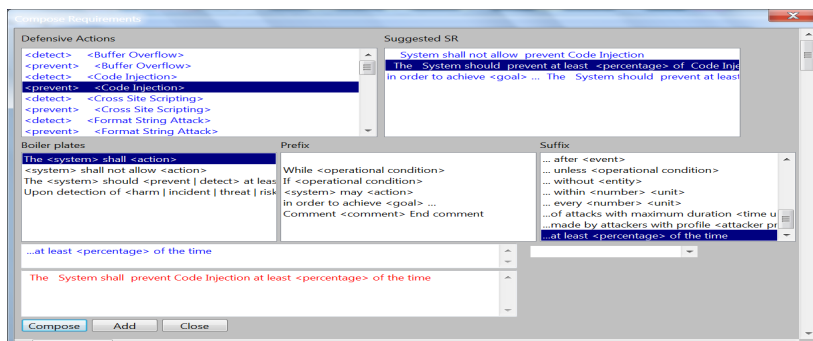 Compose Requirements
Defensive Actions
<detect> <Buffer Overflow>
<prevent> <Buffer Overflow>
<detect> <Code Injection>
<prevent> <Code Injection>
<detect> <Cross Site Scripting>
<prevent> <Cross Site Scripting>
<detect> <Format String Attack>
<prevent> <Format String Attack>
Suggested SR
System shall not allow prevent Code Injection
The System should prevent at least <percentage> of Code Inje
in order to achieve <goal> ... The System should prevent at least
Boiler plates
The <system> shall <action>
<system> shall not allow <action>
The <system> should <prevent | detect> at leas
Upon detection of <harm | incident | threat | risk
Prefix
While <operational condition>
If <operational condition>
<system> may <action>
in order to achieve <goal> ...
Comment <comment> End comment
Suffix
... after <event>
... unless <operational condition>
... without <entity>
... within <number> <unit>
... every <number> <unit>
...of attacks with maximum duration <time u
...made by attackers with profile <attacker pr
...at least <percentage> of the time
...at least <percentage> of the time
The System shall prevent Code Injection at least <percentage> of the time
Compose Add Close